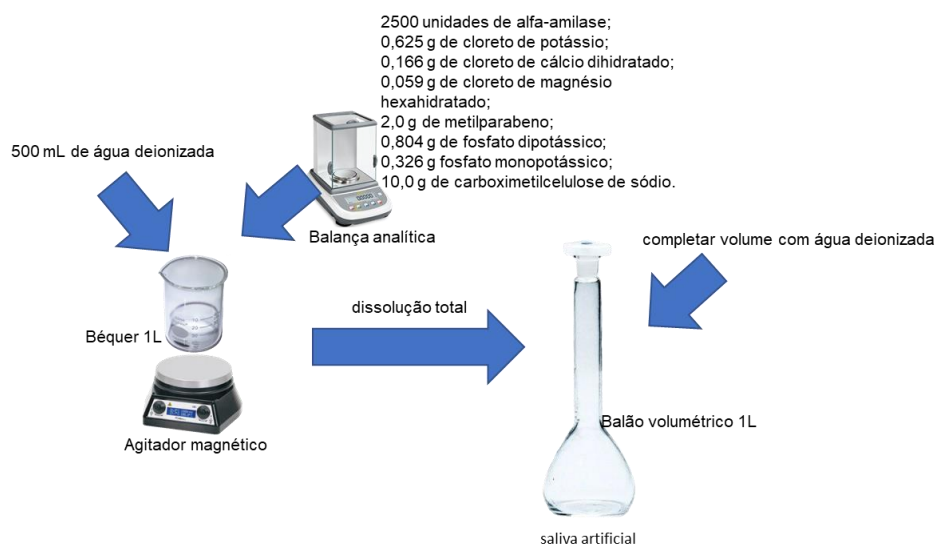 2500 unidades de alfa-amilase;
0,625 g de cloreto de potássio;
0,166 g de cloreto de cálcio dihidratado;
0,059 g de cloreto de magnésio
hexahidratado;
2,0 g de metilparabeno;
0,804 g de fosfato dipotássico;
0,326 g fosfato monopotássico;
10,0 g de carboximetilcelulose de sódio.
500 mL de água deionizada
Balança analítica
completar volume com água deionizada
Béquer 1L
dissolução total
Agitador magnético
Balão volumétrico 1L
saliva artificial